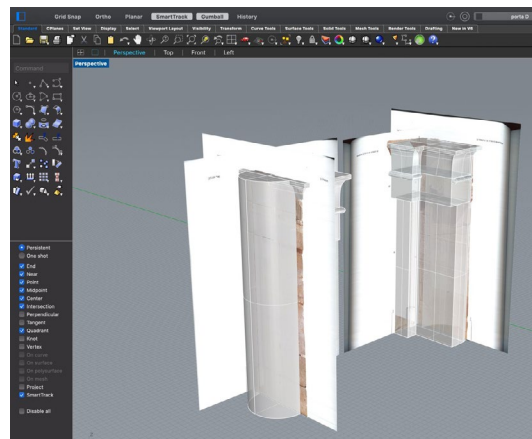 Grid Snap Ortho Planar SmartTrack Gumball History
porta D
Standard CPlanes Set View Display Select Viewport Layout Visibility Transform Curve Tools Surface Tools Solid Tools Mesh Tools Render Tools Drafting New in V8
Perspective Top Front Left
Perspective
Command
Persistent
One shot
End
Near
Point
Midpoint
Center
Intersection
Perpendicular
Tangent
Quadrant
Knot
Vertex
On curve
On surface
On polysurface
On mesh
Project
SmartTrack
Disable all